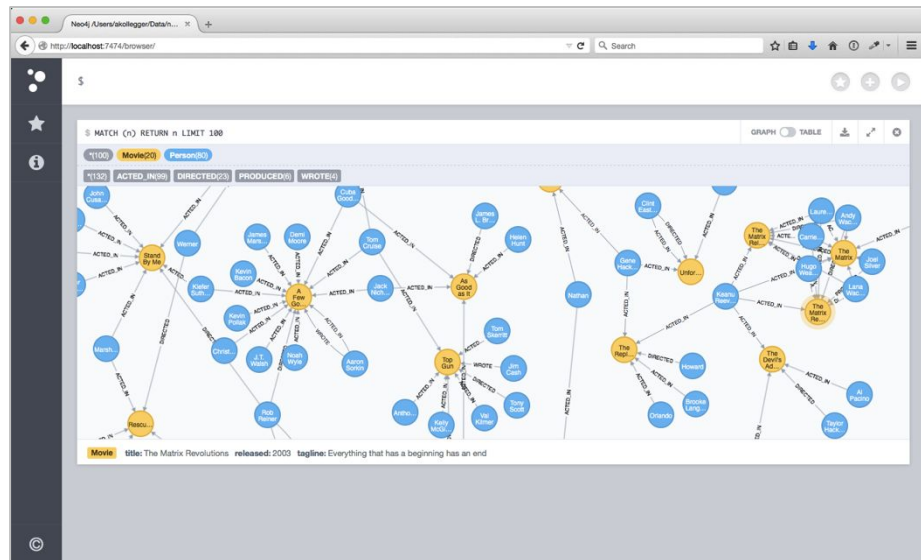 Neo4j /Users/akollegger/Data/n...
http://localhost:7474/browser/
Search
$
$ MATCH (n) RETURN n LIMIT 100
GRAPH TABLE
*(100) Movie(20) Person(80)
*(132) ACTED_IN(99) DIRECTED(23) PRODUCED(6) WROTE(4)
John Cusa...
Cuba Good...
Clint East...
Laure...
Andy Wac...
James L. Br...
Demi Moore
James Mars...
Tom Cruise
Helen Hunt
The Matrix Rel...
Carrie...
The Matrix
Joel Silver
Werner
Stand By Me
Kevin Bacon
Gene Hack...
Unfor...
Hugo Wea...
Lana Wac...
Kiefer Suth...
A Few Go...
Jack Nich...
As Good as It
Nathan
Keanu Reev...
The Matrix Re...
Kevin Pollak
Tom Skerritt
Marsh...
Christ...
J.T. Walsh
Noah Wyle
Aaron Sorkin
Top Gun
Jim Cash
The Repl...
Howard
The Devil's Ad...
Rob Reiner
Antho...
Kelly McGi...
Val Kilmer
Tony Scott
Orlando
Brooke Lang...
Al Pacino
Taylor Hack...
Rescu...
ACTED_IN
DIRECTED
WROTE
Movie title: The Matrix Revolutions released: 2003 tagline: Everything that has a beginning has an end